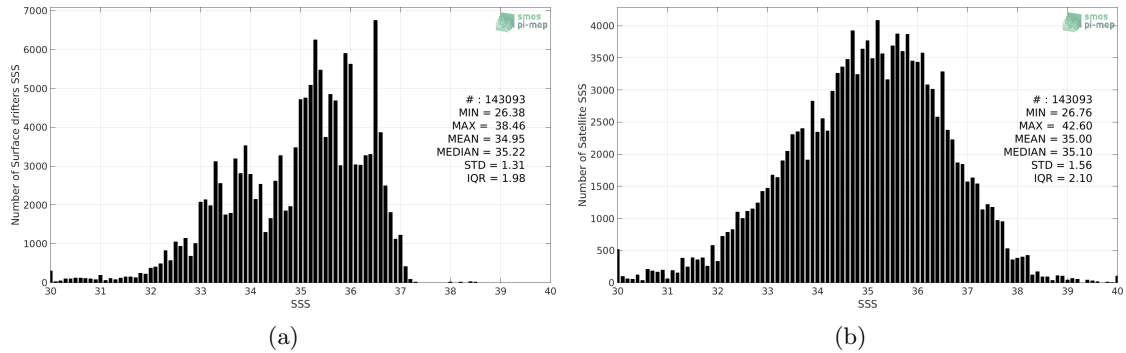 smos
pi-mep
7000
6000
5000
4000
3000
2000
1000
0
Number of Surface drifters SSS
# : 143093
MIN = 26.38
MAX = 38.46
MEAN = 34.95
MEDIAN = 35.22
STD = 1.31
IQR = 1.98
30 31 32 33 34 35 36 37 38 39 40
SSS
(a)
smos
pi-mep
4000
3500
3000
2500
2000
1500
1000
500
0
Number of Satellite SSS
# : 143093
MIN = 26.76
MAX = 42.60
MEAN = 35.00
MEDIAN = 35.10
STD = 1.56
IQR = 2.10
30 31 32 33 34 35 36 37 38 39 40
SSS
(b)